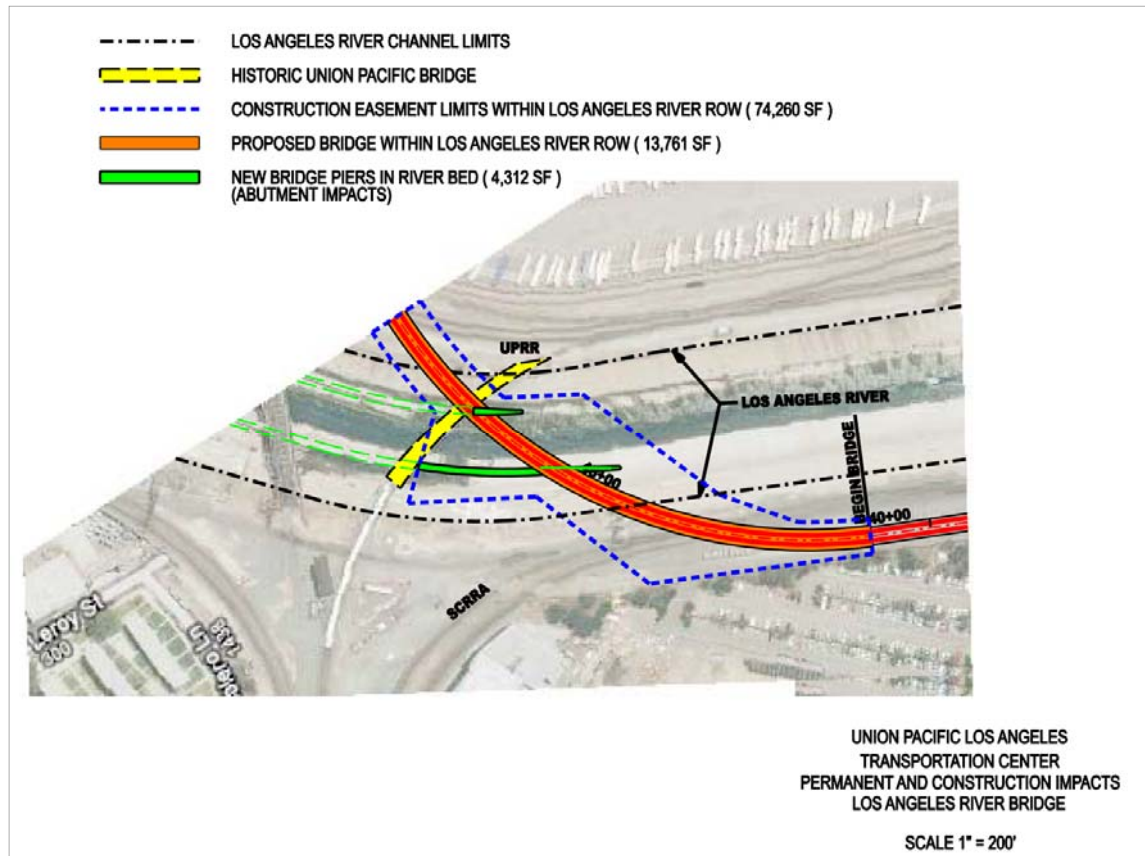 LOS ANGELES RIVER CHANNEL LIMITS
HISTORIC UNION PACIFIC BRIDGE
CONSTRUCTION EASEMENT LIMITS WITHIN LOS ANGELES RIVER ROW ( 74,260 SF )
PROPOSED BRIDGE WITHIN LOS ANGELES RIVER ROW ( 13,761 SF )
NEW BRIDGE PIERS IN RIVER BED ( 4,312 SF )
(ABUTMENT IMPACTS)
UPRR
LOS ANGELES RIVER
BEGIN BRIDGE
40+00
SCRRA
Leroy St
300
1438
UNION PACIFIC LOS ANGELES
TRANSPORTATION CENTER
PERMANENT AND CONSTRUCTION IMPACTS
LOS ANGELES RIVER BRIDGE
SCALE 1" = 200'